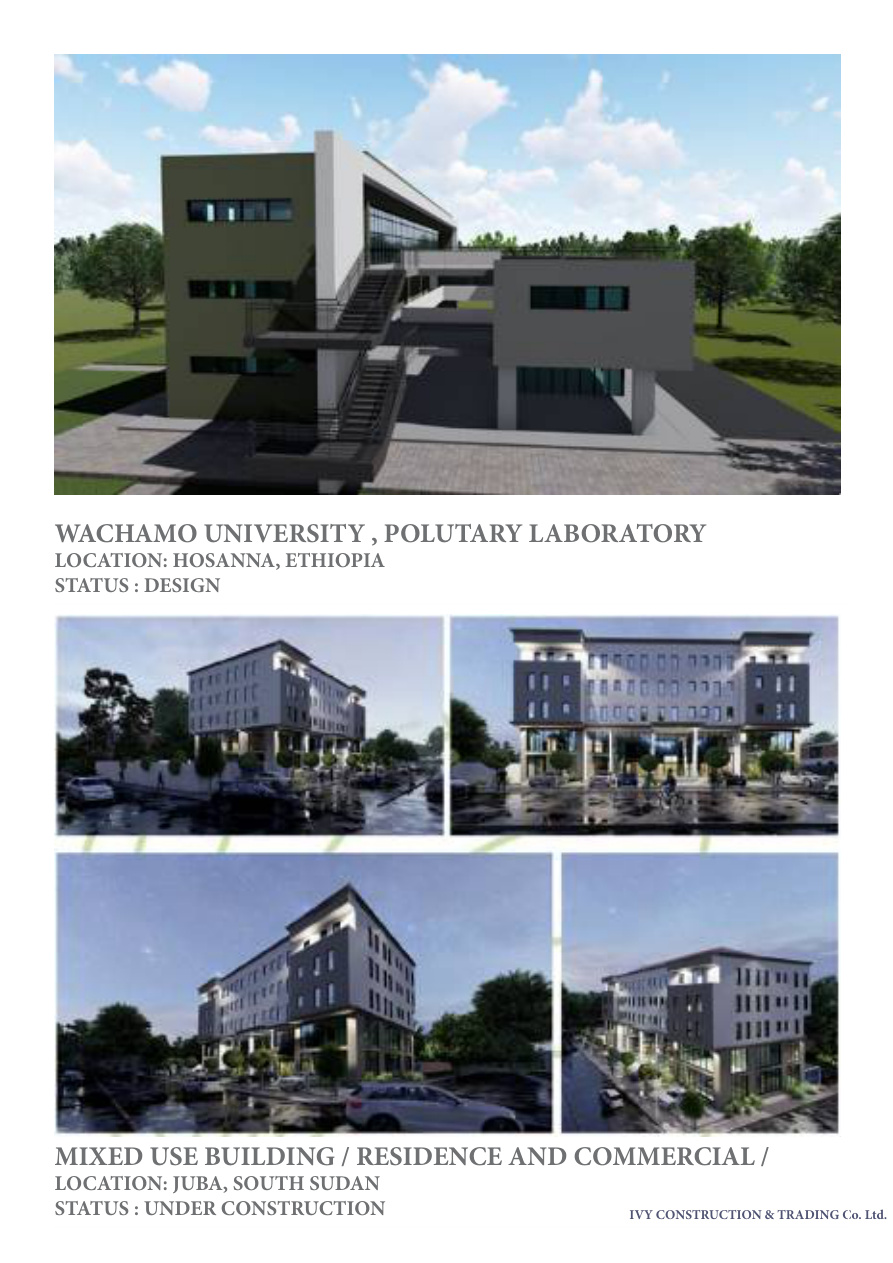 WACHAMO UNIVERSITY , POLUTARY LABORATORY
LOCATION: HOSANNA, ETHIOPIA
STATUS : DESIGN
MIXED USE BUILDING / RESIDENCE AND COMMERCIAL /
LOCATION: JUBA, SOUTH SUDAN
STATUS : UNDER CONSTRUCTION
IVY CONSTRUCTION & TRADING Co. Ltd.